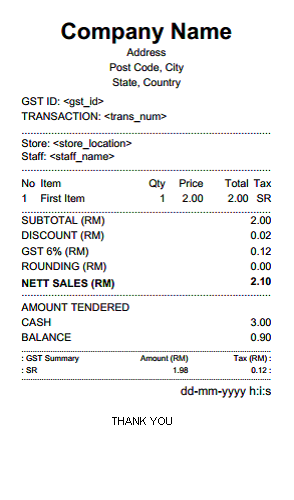 Company Name
Address
Post Code, City
State, Country
GST ID: <gst_id>
TRANSACTION: <trans_num>
Store: <store_location>
Staff: <staff_name>
No Item Qty Price Total Tax
1 First Item 1 2.00 2.00 SR
SUBTOTAL (RM) 2.00
DISCOUNT (RM) 0.02
GST 6% (RM) 0.12
ROUNDING (RM) 0.00
NETT SALES (RM) 2.10
AMOUNT TENDERED
CASH 3.00
BALANCE 0.90
: GST Summary Amount (RM) Tax (RM) :
: SR 1.98 0.12 :
dd-mm-yyyy h:i:s
THANK YOU